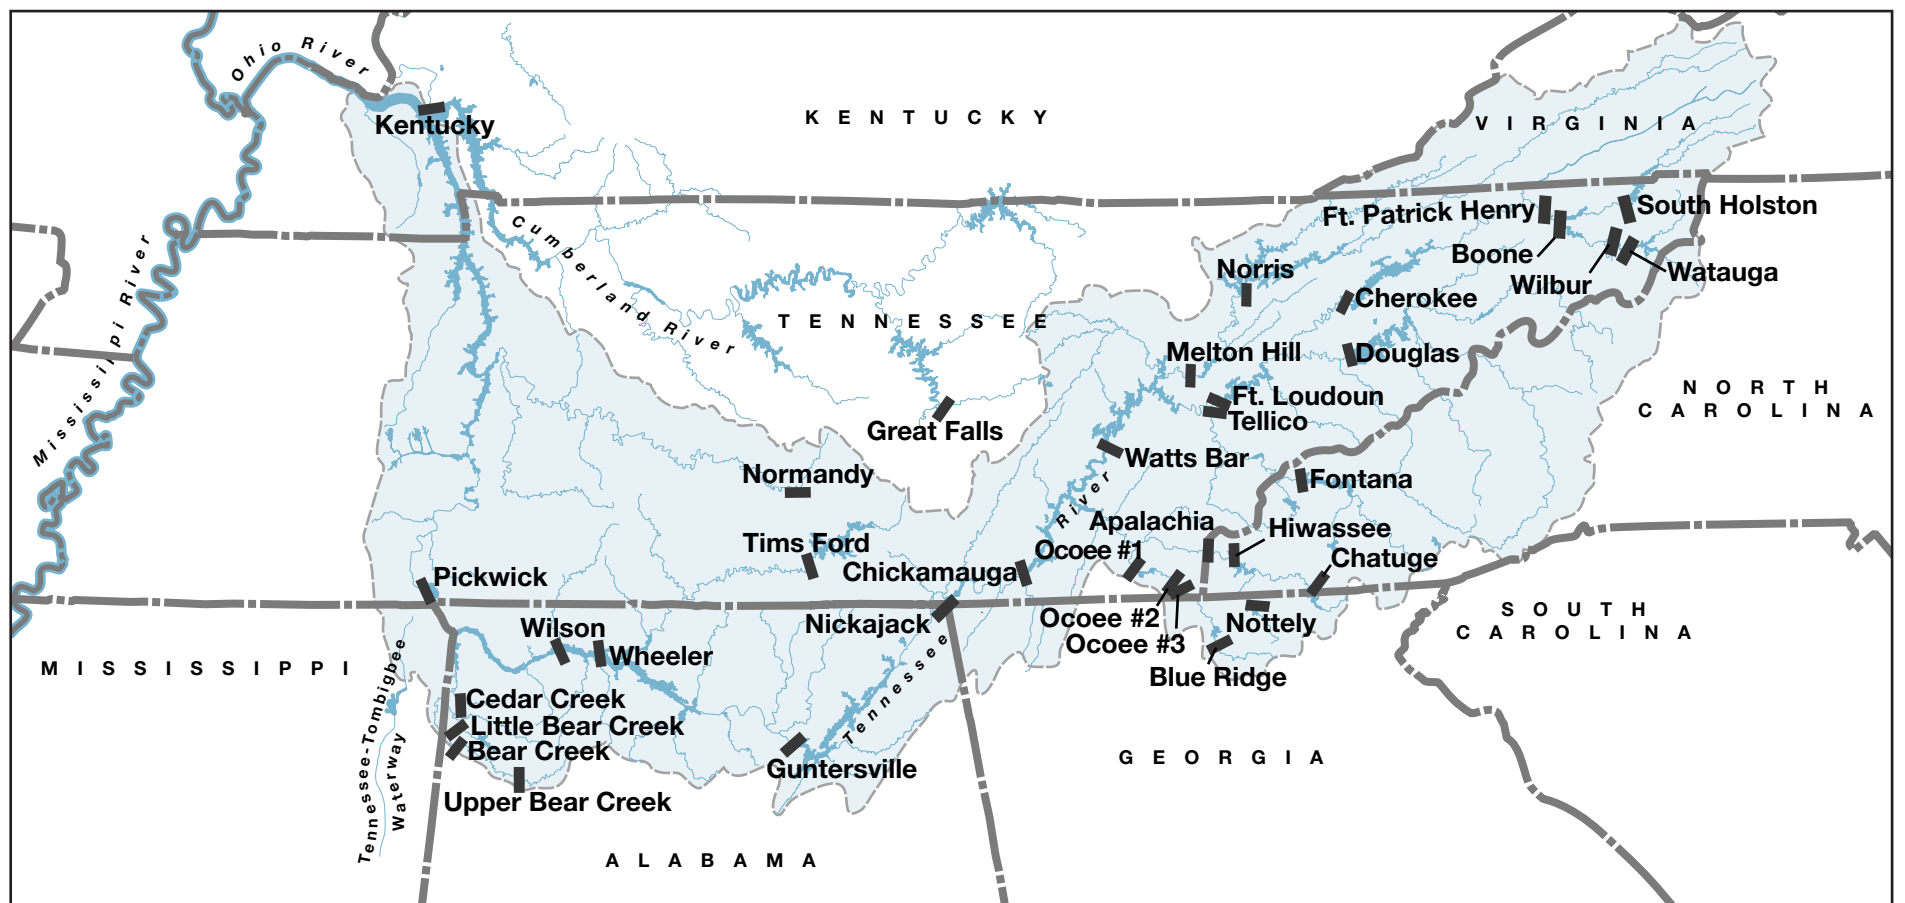 Ohio River
KENTUCKY
Kentucky
VIRGINIA
Ft. Patrick Henry
South Holston
Boone
Wilbur
Watauga
Cumberland River
Norris
Cherokee
Mississippi River
TENNESSEE
Melton Hill
Douglas
NORTH
CAROLINA
Ft. Loudoun
Tellico
Great Falls
Watts Bar
Normandy
Fontana
River
Apalachia
Hiwassee
Tims Ford
Ocoee #1
Chickamauga
Chatuge
Pickwick
Nickajack
Ocoee #2
Ocoee #3
Nottely
SOUTH
CAROLINA
Wilson
Wheeler
MISSISSIPPI
Blue Ridge
Tennessee
Cedar Creek
Little Bear Creek
Bear Creek
Tennessee-Tombigbee
Waterway
GEORGIA
Guntersville
Upper Bear Creek
ALABAMA